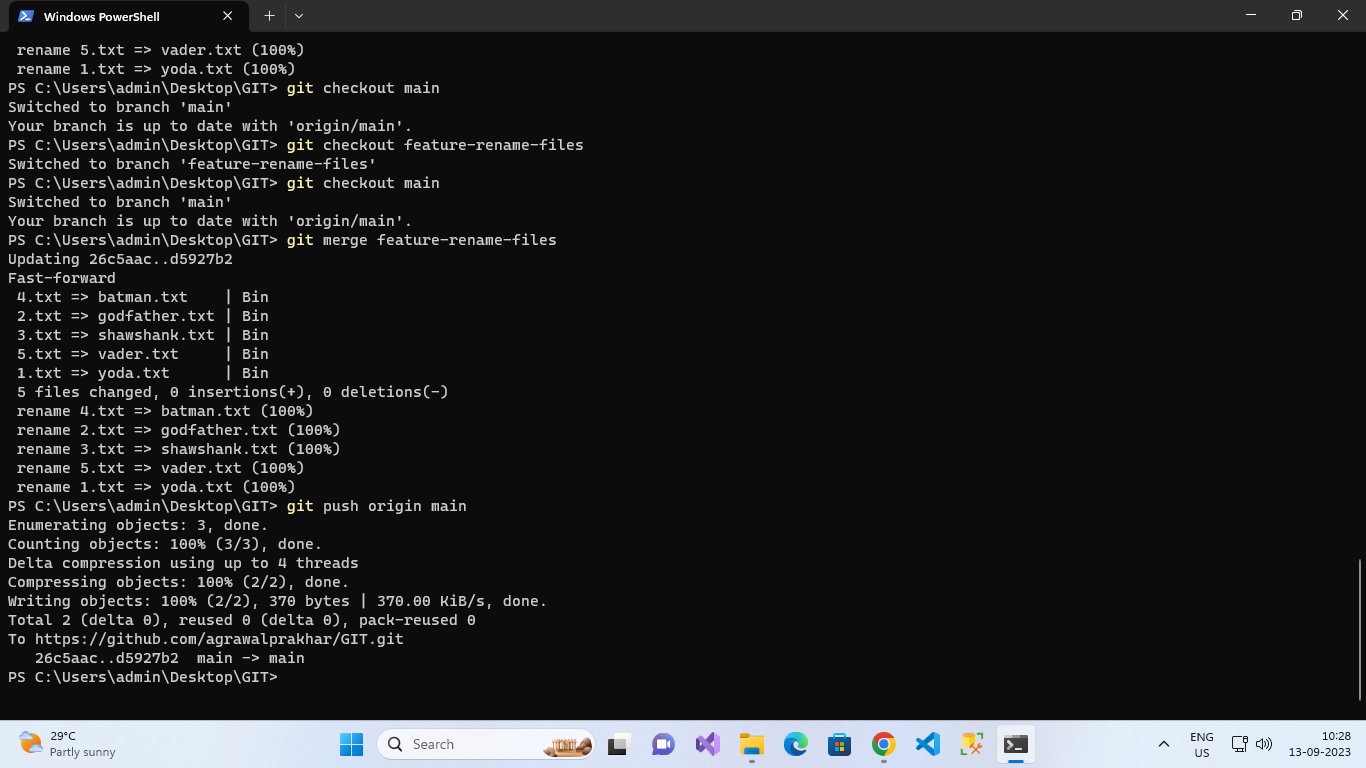 Windows PowerShell
 rename 5.txt => vader.txt (100%)
 rename 1.txt => yoda.txt (100%)
PS C:\Users\admin\Desktop\GIT> git checkout main
Switched to branch 'main'
Your branch is up to date with 'origin/main'.
PS C:\Users\admin\Desktop\GIT> git checkout feature-rename-files
Switched to branch 'feature-rename-files'
PS C:\Users\admin\Desktop\GIT> git checkout main
Switched to branch 'main'
Your branch is up to date with 'origin/main'.
PS C:\Users\admin\Desktop\GIT> git merge feature-rename-files
Updating 26c5aac..d5927b2
Fast-forward
 4.txt => batman.txt    | Bin
 2.txt => godfather.txt | Bin
 3.txt => shawshank.txt | Bin
 5.txt => vader.txt     | Bin
 1.txt => yoda.txt      | Bin
 5 files changed, 0 insertions(+), 0 deletions(-)
 rename 4.txt => batman.txt (100%)
 rename 2.txt => godfather.txt (100%)
 rename 3.txt => shawshank.txt (100%)
 rename 5.txt => vader.txt (100%)
 rename 1.txt => yoda.txt (100%)
PS C:\Users\admin\Desktop\GIT> git push origin main
Enumerating objects: 3, done.
Counting objects: 100% (3/3), done.
Delta compression using up to 4 threads
Compressing objects: 100% (2/2), done.
Writing objects: 100% (2/2), 370 bytes | 370.00 KiB/s, done.
Total 2 (delta 0), reused 0 (delta 0), pack-reused 0
To https://github.com/agrawalprakhar/GIT.git
   26c5aac..d5927b2  main -> main
PS C:\Users\admin\Desktop\GIT>
29°C
Partly sunny
Search
ENG
US
10:28
13-09-2023